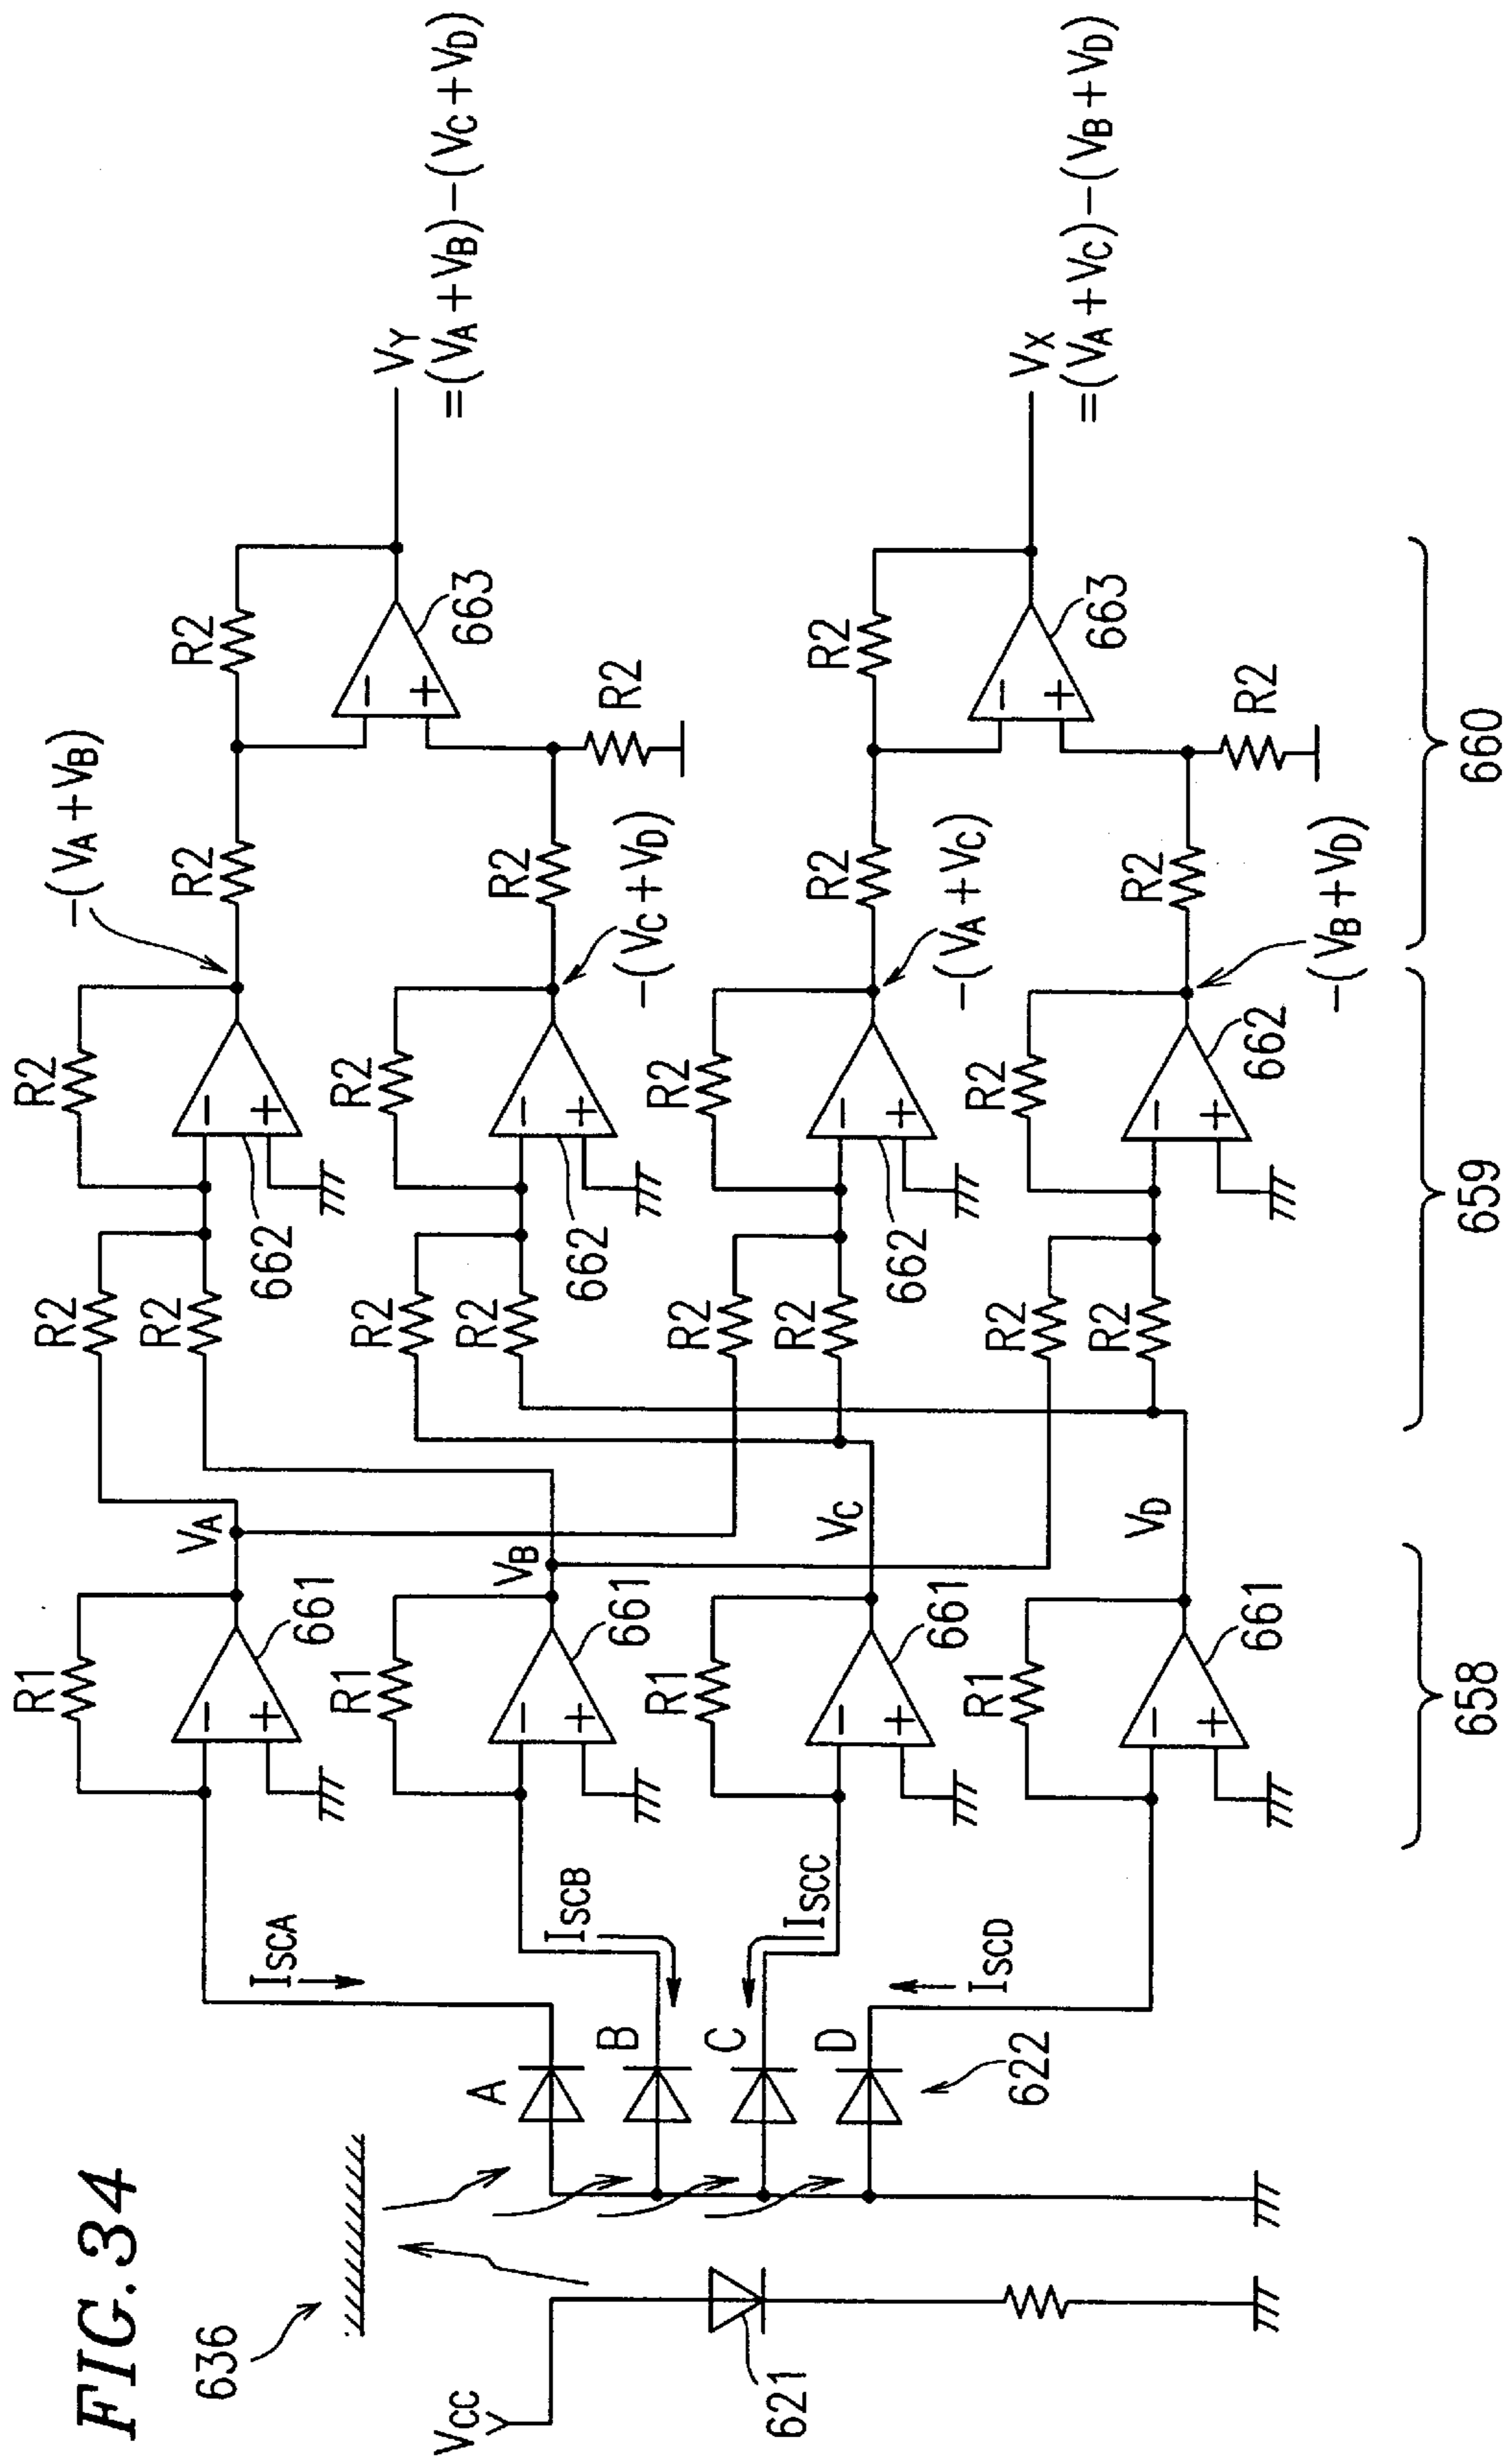 FIG.34
636
VCC
621
A
B
C
D
622
ISCA
ISCB
ISCC
ISCD
R1
R1
R1
R1
−
+
−
+
−
+
−
+
661
661
661
661
VA
VB
VC
VD
658
R2
R2
R2
R2
R2
R2
R2
R2
R2
R2
R2
R2
−
+
−
+
−
+
−
+
662
662
662
662
659
−(VA+VB)
−(VC+VD)
−(VA+VC)
−(VB+VD)
R2
R2
R2
R2
R2
R2
R2
R2
−
+
−
+
663
663
660
VY
=(VA+VB)−(VC+VD)
VX
=(VA+VC)−(VB+VD)